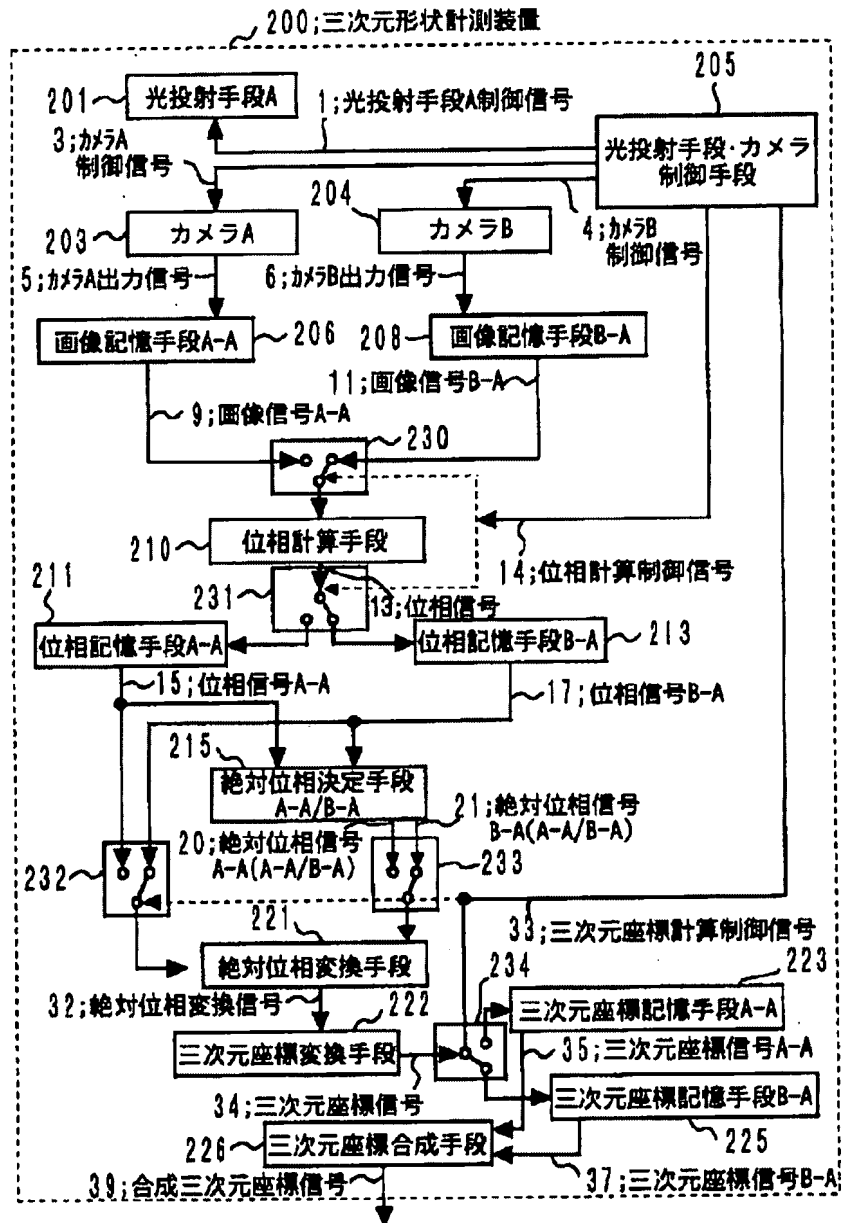 200;三次元形状計測装置
205
201
光投射手段A
1;光投射手段A制御信号
3;カメラA
制御信号
光投射手段・カメラ
制御手段
204
203
カメラA
カメラB
4;カメラB
制御信号
5;カメラA出力信号
6;カメラB出力信号
画像記憶手段A-A
206
208
画像記憶手段B-A
11;画像信号B-A
9;画像信号A-A
230
210
位相計算手段
14;位相計算制御信号
211
231
13;位相信号
位相記憶手段A-A
位相記憶手段B-A
213
15;位相信号A-A
17;位相信号B-A
215
絶対位相決定手段
A-A/B-A
21;絶対位相信号
B-A(A-A/B-A)
20;絶対位相信号
A-A(A-A/B-A)
232
233
33;三次元座標計算制御信号
221
絶対位相変換手段
234
223
32;絶対位相変換信号
222
三次元座標記憶手段A-A
三次元座標変換手段
35;三次元座標信号A-A
34;三次元座標信号
三次元座標記憶手段B-A
226
三次元座標合成手段
225
39;合成三次元座標信号
37;三次元座標信号B-A